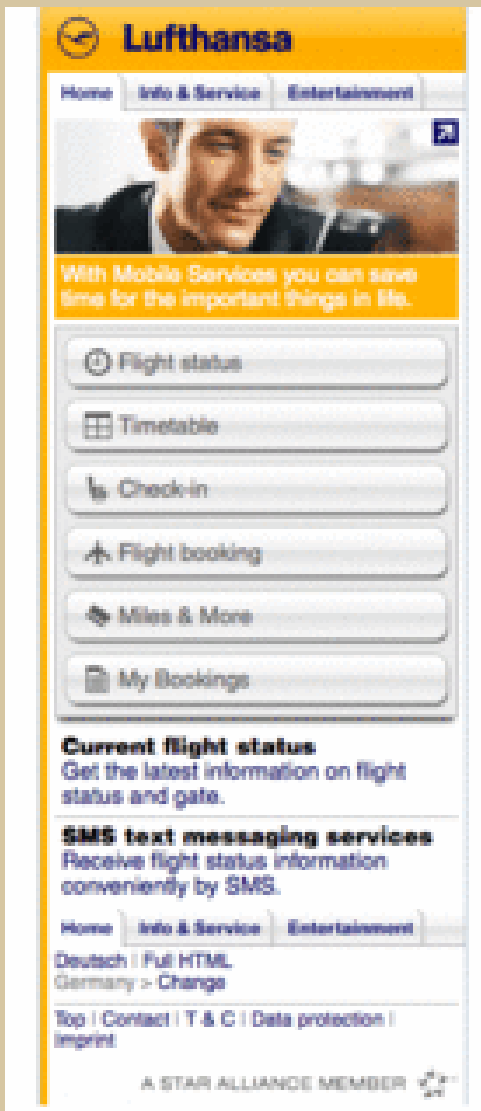 Lufthansa
Home Info & Service Entertainment
With Mobile Services you can save
time for the important things in life.
Flight status
Timetable
Check-in
Flight booking
Miles & More
My Bookings
Current flight status
Get the latest information on flight
status and gate.
SMS text messaging services
Receive flight status information
conveniently by SMS.
Home Info & Service Entertainment
Deutsch | Full HTML
Germany > Change
Top | Contact | T & C | Data protection |
Imprint
A STAR ALLIANCE MEMBER